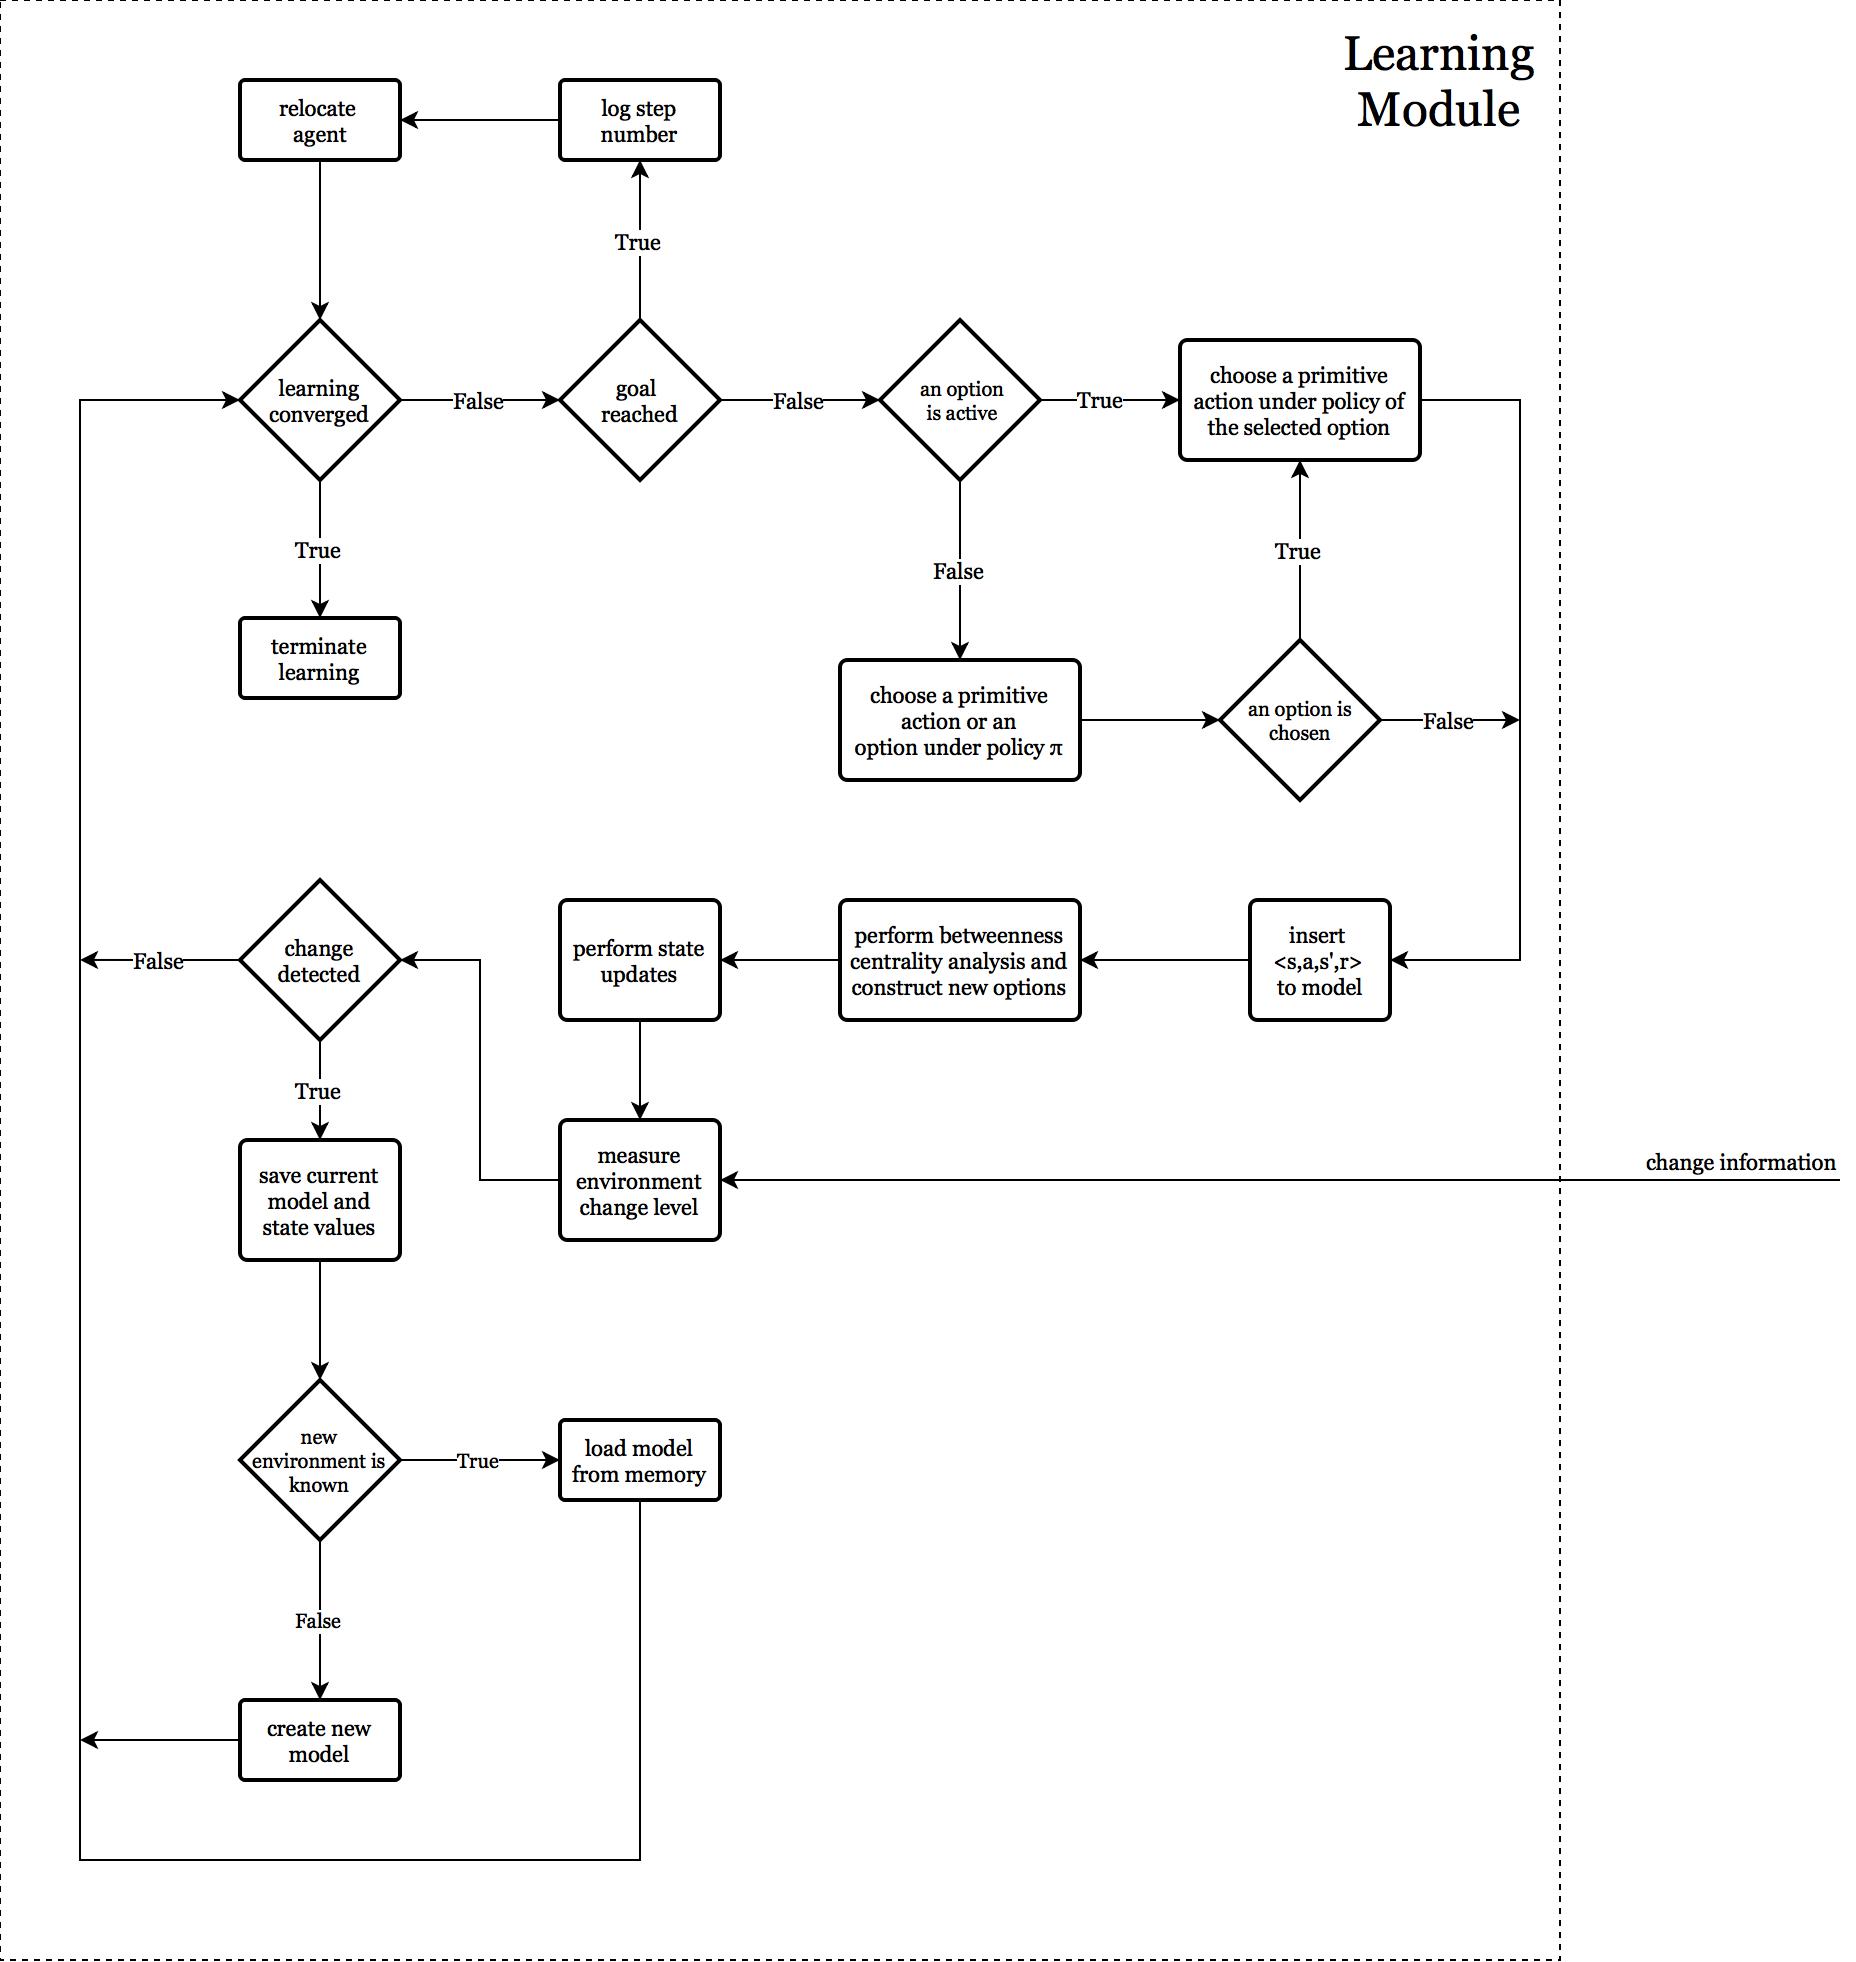 Learning
Module
relocate
agent
log step
number
True
learning
converged
False
goal
reached
False
an option
is active
True
choose a primitive
action under policy of
the selected option
True
False
True
terminate
learning
choose a primitive
action or an
option under policy π
an option is
chosen
False
False
change
detected
perform state
updates
perform betweenness
centrality analysis and
construct new options
insert
<s,a,s',r>
to model
True
save current
model and
state values
measure
environment
change level
change information
new
environment is
known
True
load model
from memory
False
create new
model